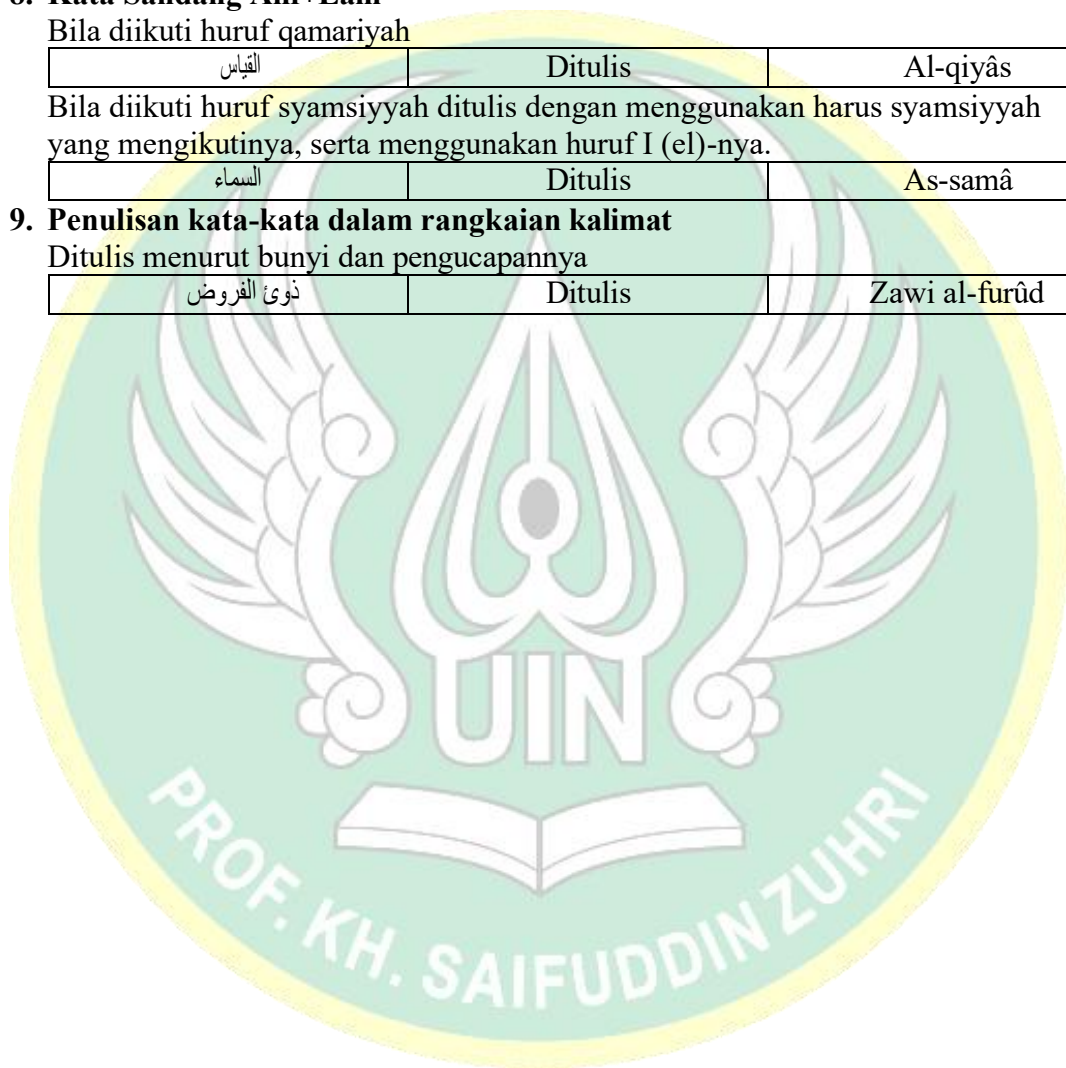 8. Kata Sandang Alif+Lam
Bila diikuti huruf qamariyah
القياس Ditulis Al-qiyâs
Bila diikuti huruf syamsiyyah ditulis dengan menggunakan harus syamsiyyah
yang mengikutinya, serta menggunakan huruf I (el)-nya.
السماء Ditulis As-samâ
9. Penulisan kata-kata dalam rangkaian kalimat
Ditulis menurut bunyi dan pengucapannya
ذوئ الفروض Ditulis Zawi al-furûd
UIN
PROF. KH. SAIFUDDIN ZUHRI